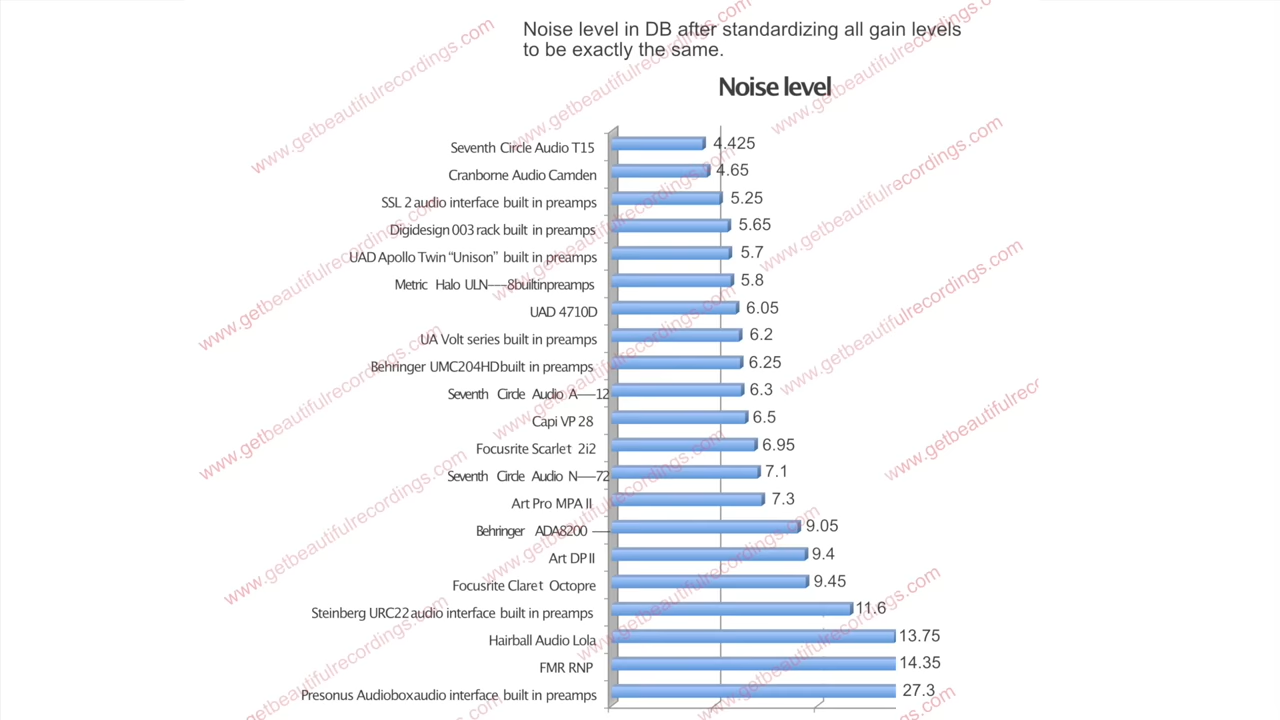 Noise level in DB after standardizing all gain levels
to be exactly the same.
Noise level
Seventh Circle Audio T15 4.425
Cranborne Audio Camden 4.65
SSL 2 audio interface built in preamps 5.25
Digidesign 003 rack built in preamps 5.65
UAD Apollo Twin “Unison” built in preamps 5.7
Metric Halo ULN—8builtinpreamps 5.8
UAD 4710D 6.05
UA Volt series built in preamps 6.2
Behringer UMC204HDbuilt in preamps 6.25
Seventh Circle Audio A—12 6.3
Capi VP 28 6.5
Focusrite Scarlet 2i2 6.95
Seventh Circle Audio N—72 7.1
Art Pro MPA II 7.3
Behringer ADA8200 — 9.05
Art DP II 9.4
Focusrite Claret Octopre 9.45
Steinberg URC22 audio interface built in preamps 11.6
Hairball Audio Lola 13.75
FMR RNP 14.35
Presonus Audioboxaudio interface built in preamps 27.3
www.getbeautifulrecordings.com